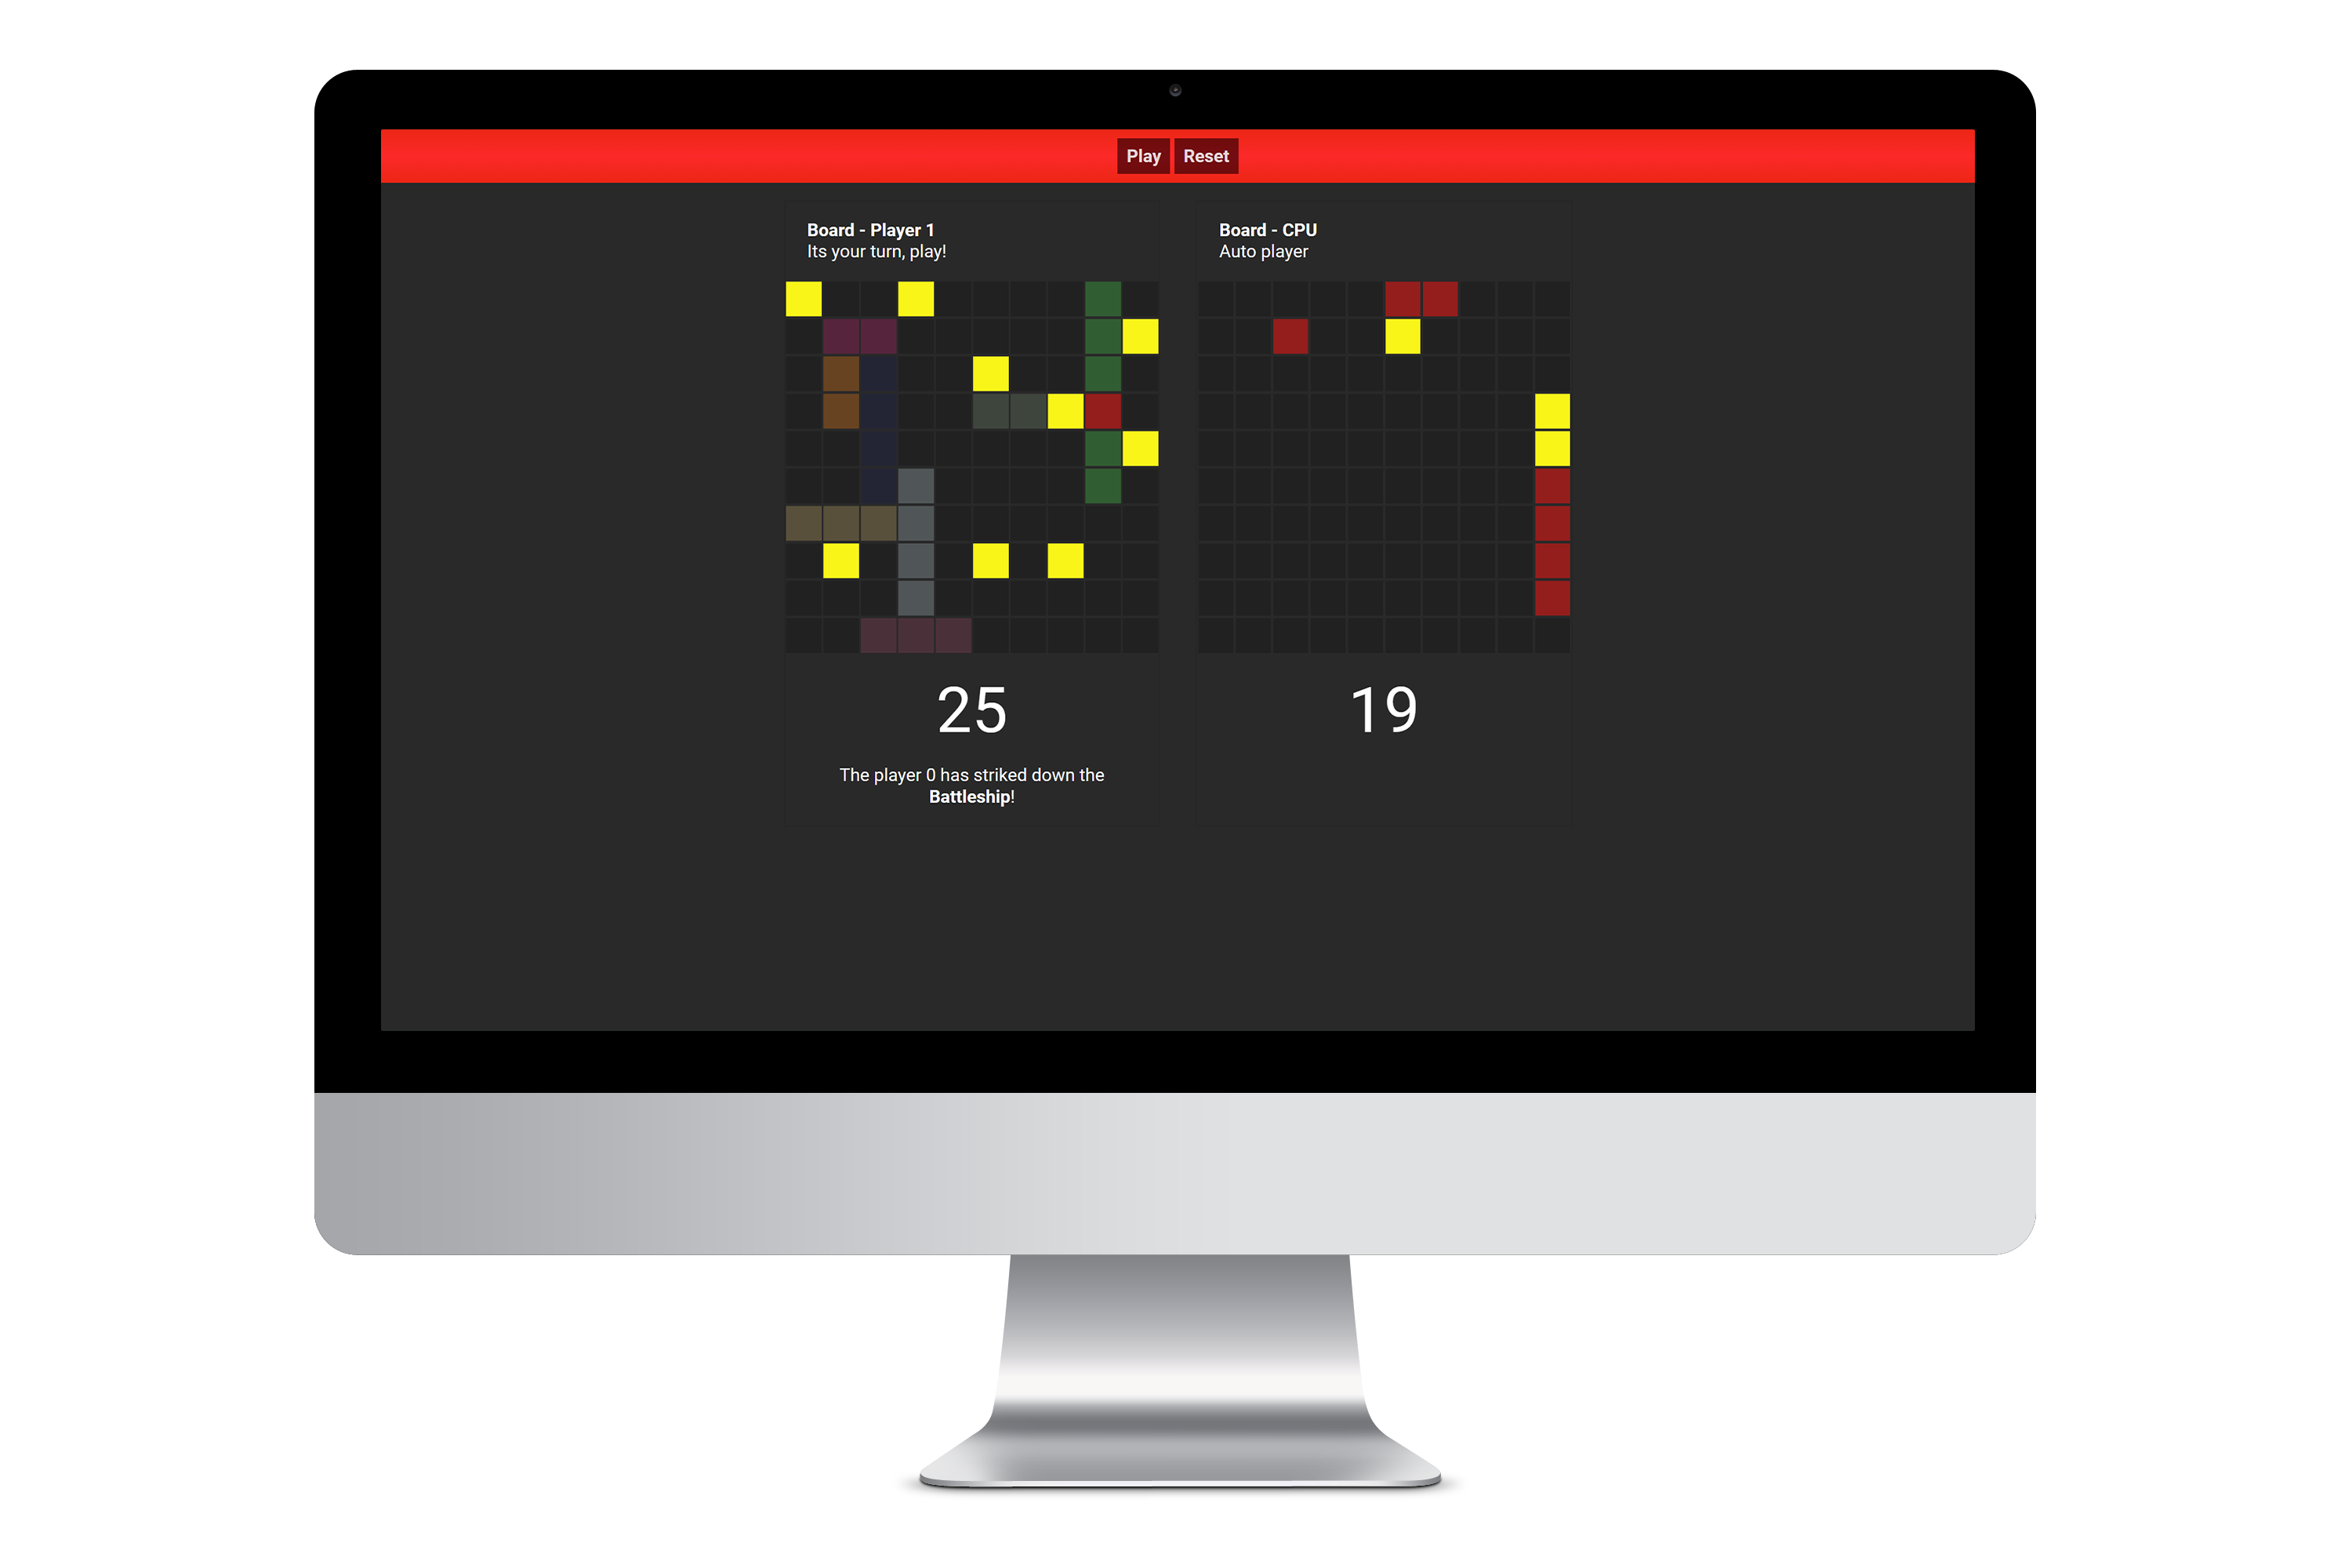 Play Reset
Board - Player 1
Its your turn, play!
Board - CPU
Auto player
25
The player 0 has striked down the
Battleship!
19